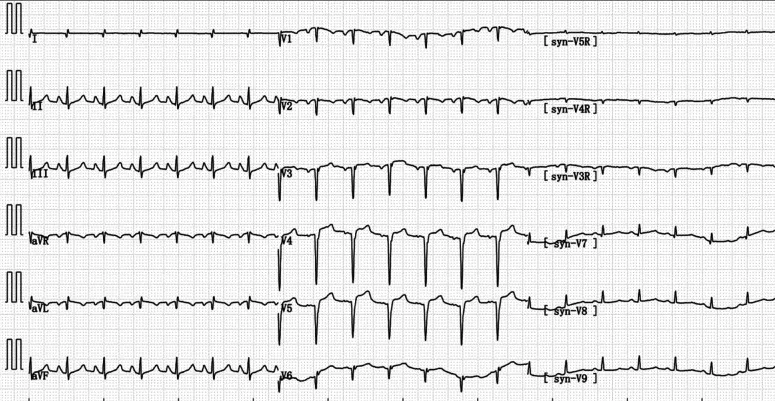 I V1 [ syn-V5R ]
II V2 [ syn-V4R ]
III V3 [ syn-V3R ]
aVR V4 [ syn-V7 ]
aVL V5 [ syn-V8 ]
aVF V6 [ syn-V9 ]